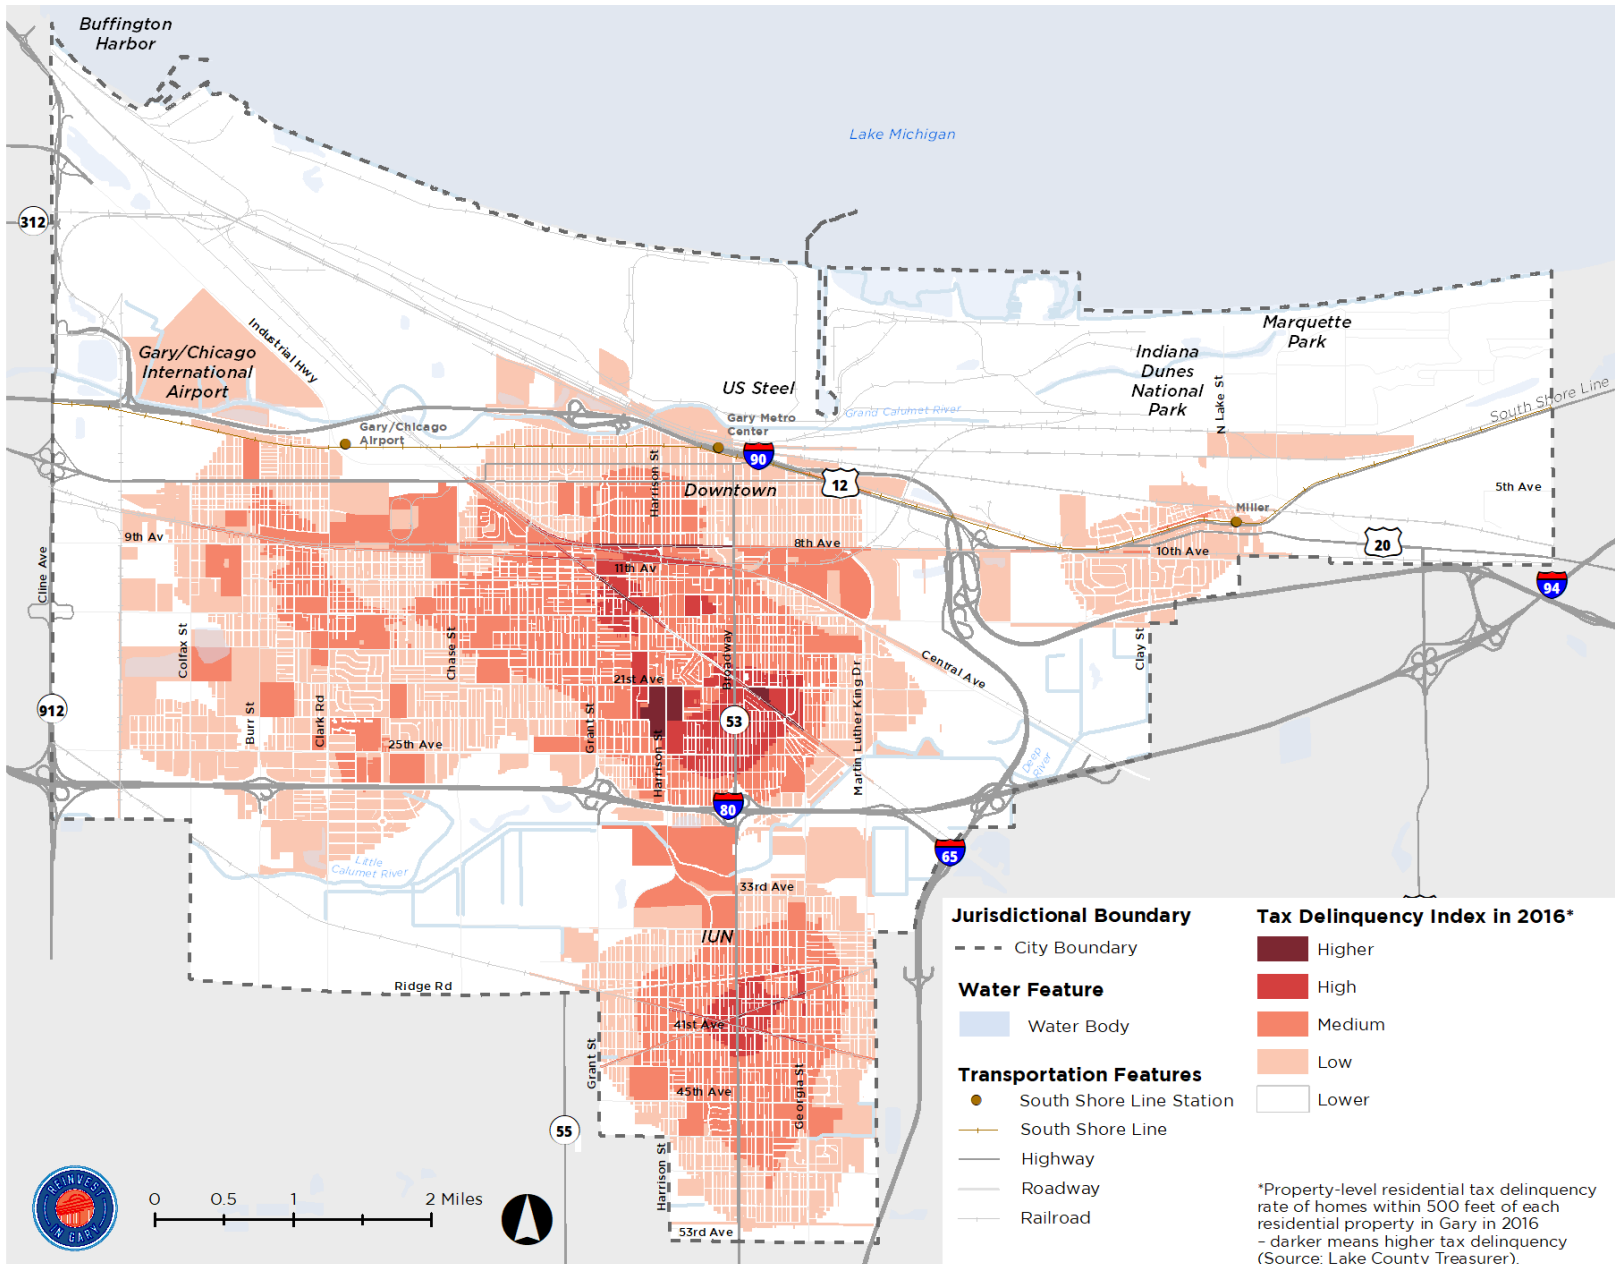 Buffington
Harbor
Lake Michigan
312
Industrial Hwy
Gary/Chicago
International
Airport
Marquette
Park
Indiana
Dunes
National
Park
N Lake St
South Shore Line
US Steel
Grand Calumet River
Gary Metro
Center
Gary/Chicago
Airport
90
Harrison St
12
Downtown
5th Ave
Miller
9th Av
8th Ave
10th Ave
20
Cline Ave
11th Av
94
Colfax St
Chase St
Broadway
Clay St
Central Ave
21st Ave
Martin Luther King Dr
912
Burr St
Clark Rd
Grant St
53
25th Ave
Harrison St
Deep
River
80
65
Little
Calumet River
33rd Ave
IUN
Ridge Rd
41st Ave
Grant St
45th Ave
Georgia St
55
Harrison St
53rd Ave
Jurisdictional Boundary
City Boundary
Water Feature
Water Body
Transportation Features
South Shore Line Station
South Shore Line
Highway
Roadway
Railroad
Tax Delinquency Index in 2016*
Higher
High
Medium
Low
Lower
*Property-level residential tax delinquency
rate of homes within 500 feet of each
residential property in Gary in 2016
– darker means higher tax delinquency
(Source: Lake County Treasurer).
REINVEST
IN GARY
0 0.5 1 2 Miles